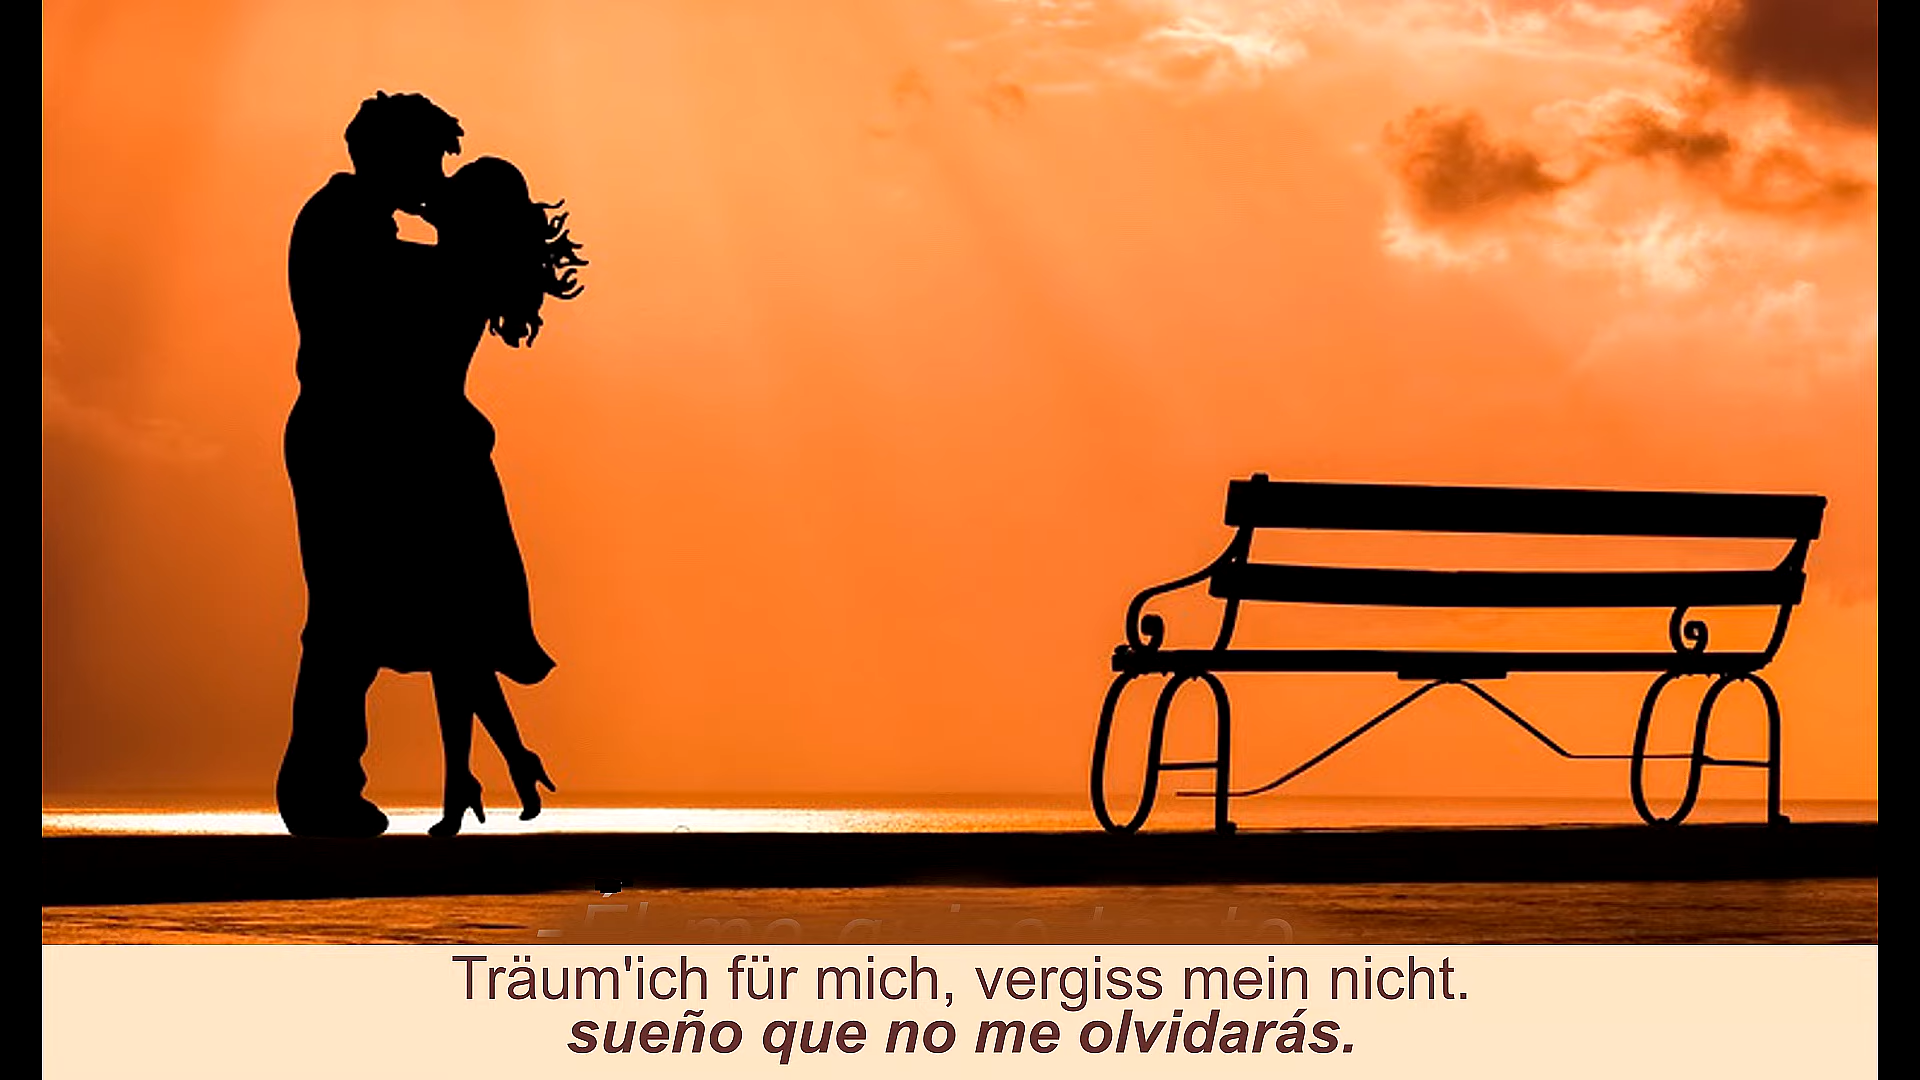 Träum'ich für mich, vergiss mein nicht.
sueño que no me olvidarás.